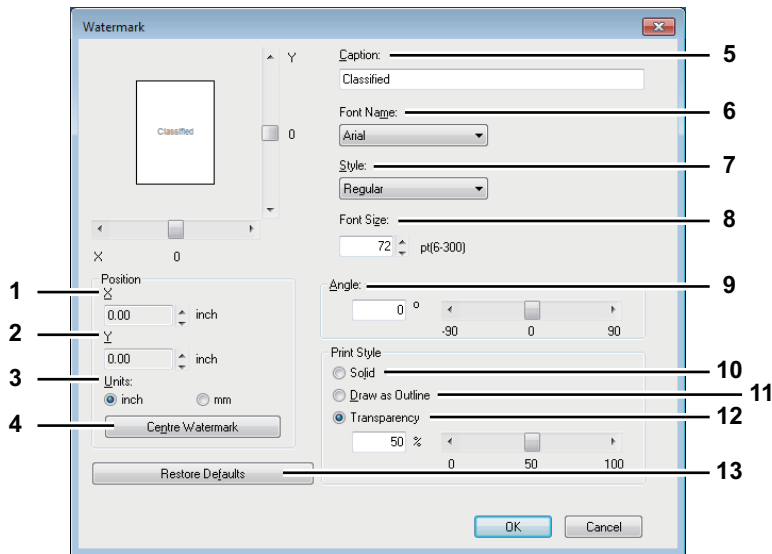 Watermark
Y
Classified
0
X 0
Position
1 X
0.00 inch
2 Y
0.00 inch
3 Units:
inch mm
4 Centre Watermark
Restore Defaults 13
Caption: 5
Classified
Font Name: 6
Arial
Style: 7
Regular
Font Size: 8
72 pt(6-300)
Angle: 9
0 °
-90 0 90
Print Style
Solid 10
Draw as Outline 11
Transparency 12
50 %
0 50 100
OK Cancel